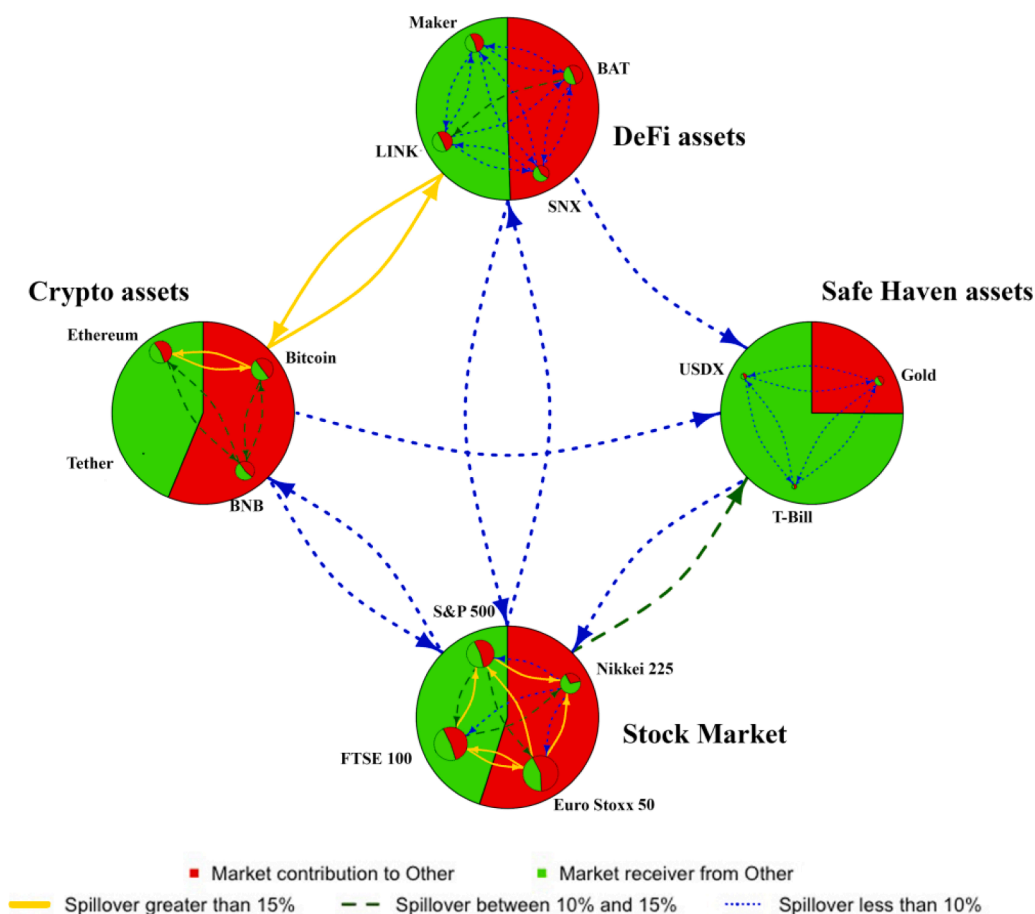 Maker
BAT
DeFi assets
LINK
SNX
Crypto assets
Safe Haven assets
Ethereum
Bitcoin
USDX
Gold
Tether
BNB
T-Bill
S&P 500
Nikkei 225
Stock Market
FTSE 100
Euro Stoxx 50
Market contribution to Other
Market receiver from Other
Spillover greater than 15%
Spillover between 10% and 15%
Spillover less than 10%